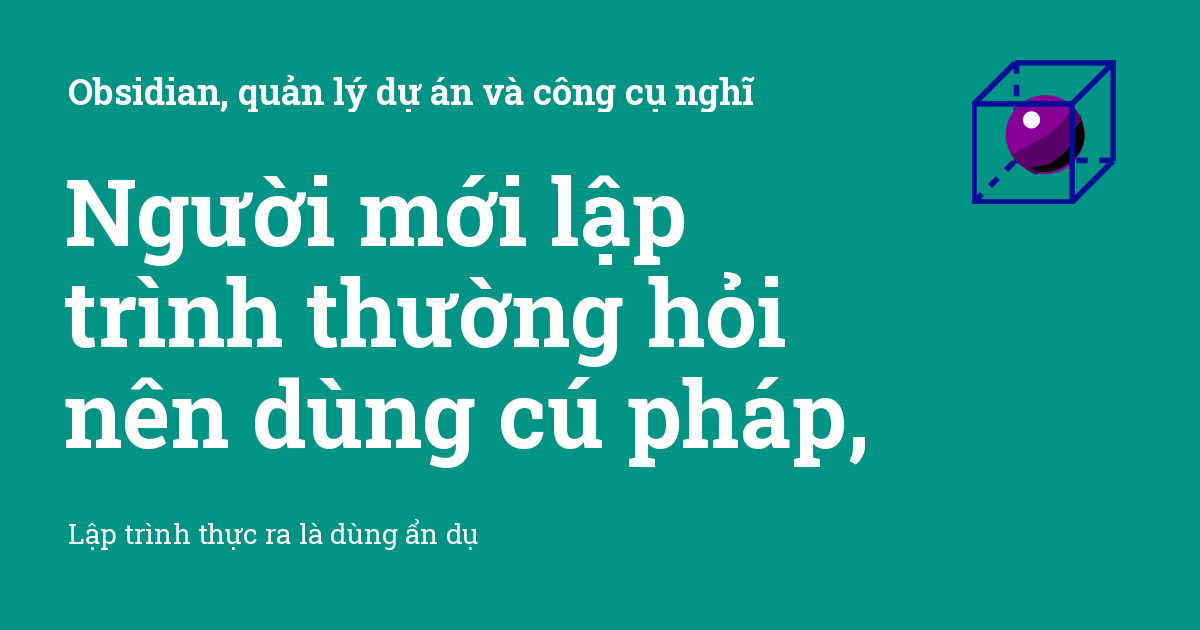 Obsidian, quản lý dự án và công cụ nghĩ
Người mới lập
trình thường hỏi
nên dùng cú pháp,
Lập trình thực ra là dùng ẩn dụ